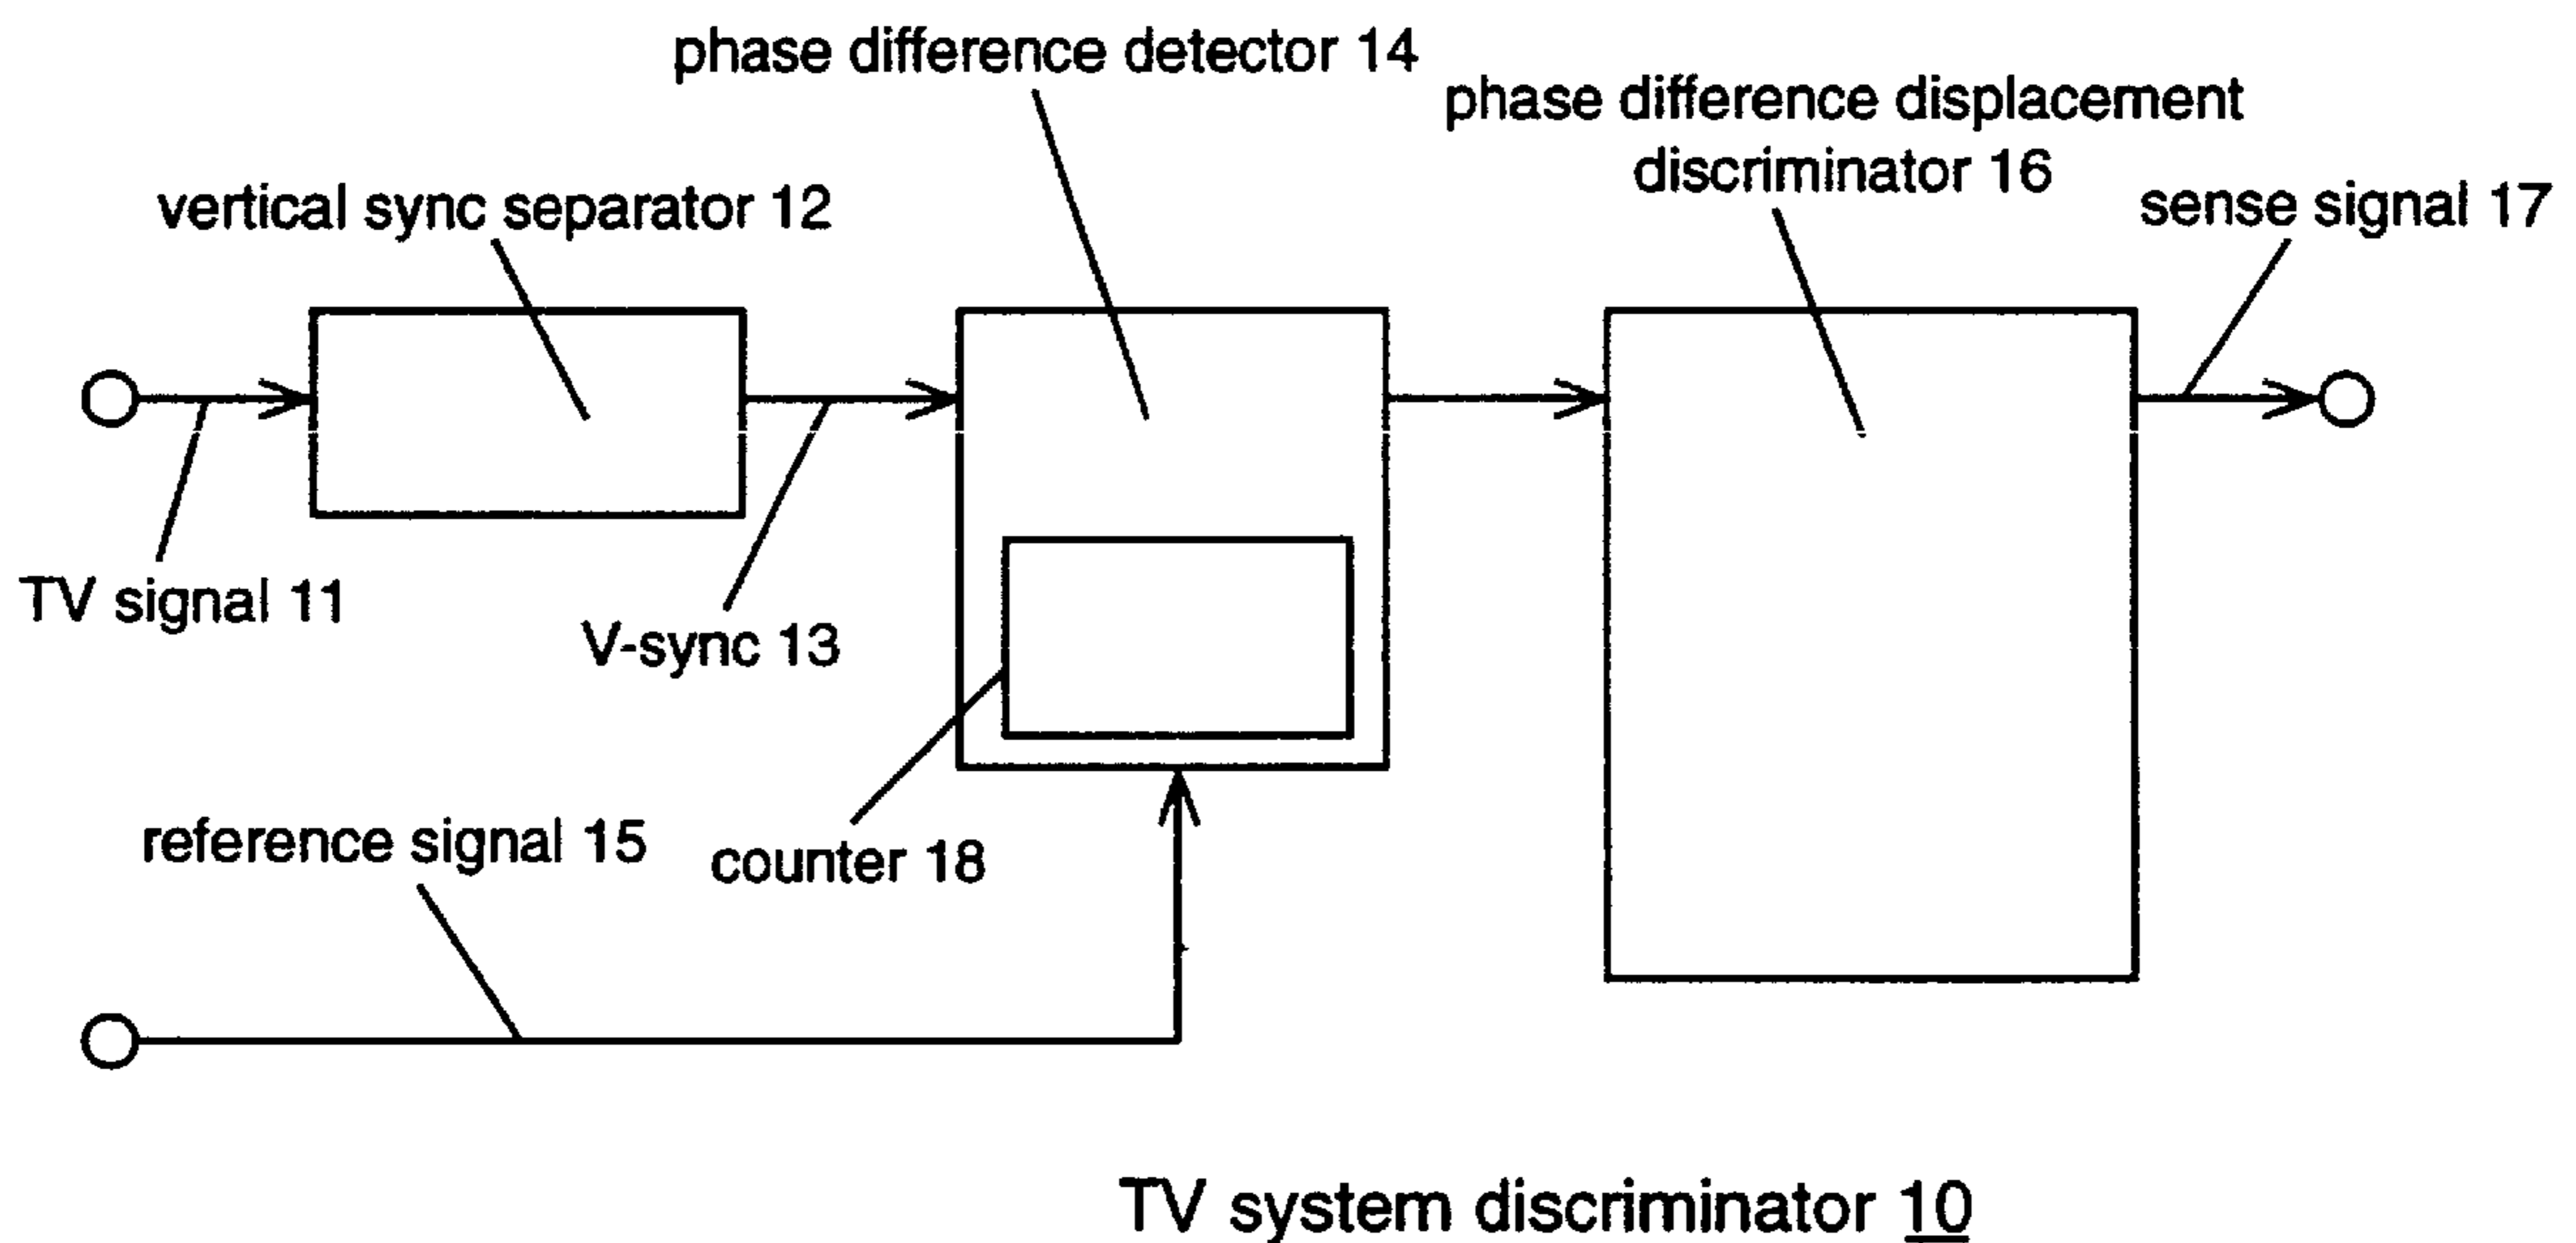 phase difference detector 14
phase difference displacement
discriminator 16
vertical sync separator 12
sense signal 17
TV signal 11
V-sync 13
reference signal 15
counter 18
TV system discriminator 10